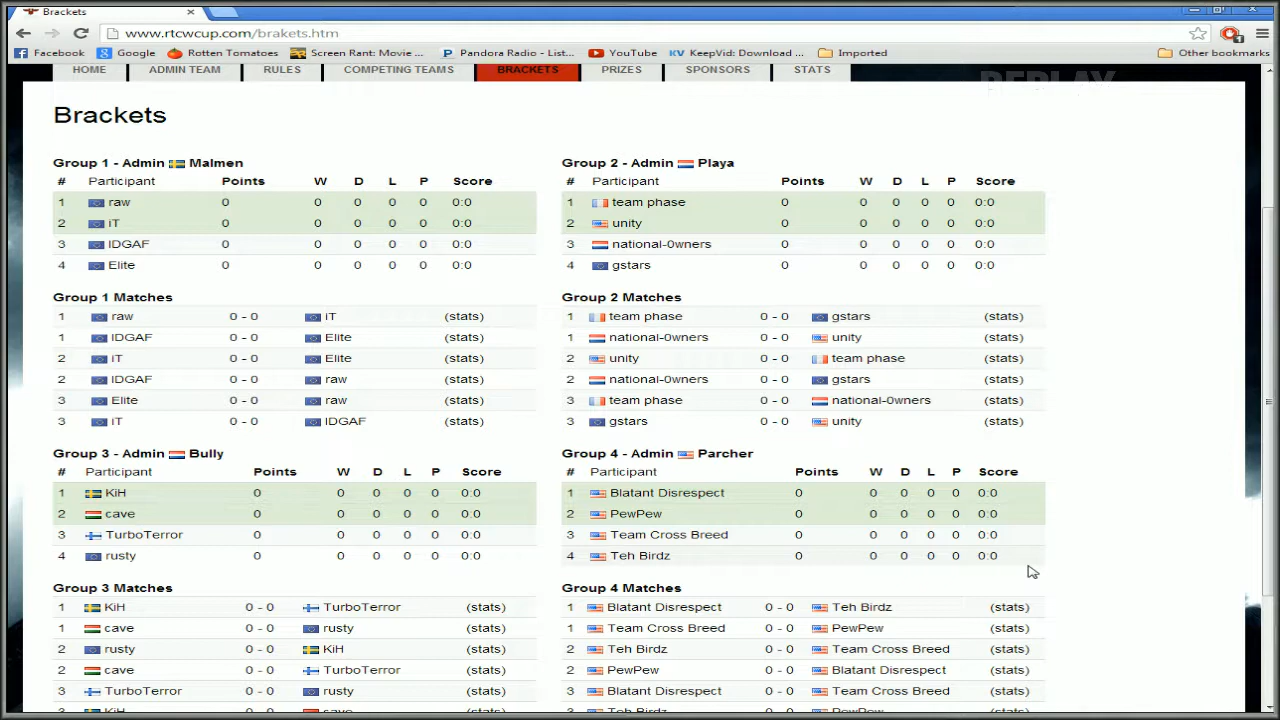 Brackets
www.rtcwcup.com/brakets.htm
Facebook Google Rotten Tomatoes Screen Rant: Movie ... Pandora Radio - List... YouTube KeepVid: Download ... Imported Other bookmarks
HOME ADMIN TEAM RULES COMPETING TEAMS BRACKETS PRIZES SPONSORS STATS
REPLAY
Brackets
Group 1 - Admin Malmen
# Participant Points W D L P Score
1 raw 0 0 0 0 0 0:0
2 iT 0 0 0 0 0 0:0
3 IDGAF 0 0 0 0 0 0:0
4 Elite 0 0 0 0 0 0:0
Group 1 Matches
1 raw 0 - 0 iT (stats)
1 IDGAF 0 - 0 Elite (stats)
2 iT 0 - 0 Elite (stats)
2 IDGAF 0 - 0 raw (stats)
3 Elite 0 - 0 raw (stats)
3 iT 0 - 0 IDGAF (stats)
Group 2 - Admin Playa
# Participant Points W D L P Score
1 team phase 0 0 0 0 0 0:0
2 unity 0 0 0 0 0 0:0
3 national-0wners 0 0 0 0 0 0:0
4 gstars 0 0 0 0 0 0:0
Group 2 Matches
1 team phase 0 - 0 gstars (stats)
1 national-0wners 0 - 0 unity (stats)
2 unity 0 - 0 team phase (stats)
2 national-0wners 0 - 0 gstars (stats)
3 team phase 0 - 0 national-0wners (stats)
3 gstars 0 - 0 unity (stats)
Group 3 - Admin Bully
# Participant Points W D L P Score
1 KiH 0 0 0 0 0 0:0
2 cave 0 0 0 0 0 0:0
3 TurboTerror 0 0 0 0 0 0:0
4 rusty 0 0 0 0 0 0:0
Group 3 Matches
1 KiH 0 - 0 TurboTerror (stats)
1 cave 0 - 0 rusty (stats)
2 rusty 0 - 0 KiH (stats)
2 cave 0 - 0 TurboTerror (stats)
3 TurboTerror 0 - 0 rusty (stats)
3 KiH 0 - 0 cave (stats)
Group 4 - Admin Parcher
# Participant Points W D L P Score
1 Blatant Disrespect 0 0 0 0 0 0:0
2 PewPew 0 0 0 0 0 0:0
3 Team Cross Breed 0 0 0 0 0 0:0
4 Teh Birdz 0 0 0 0 0 0:0
Group 4 Matches
1 Blatant Disrespect 0 - 0 Teh Birdz (stats)
1 Team Cross Breed 0 - 0 PewPew (stats)
2 Teh Birdz 0 - 0 Team Cross Breed (stats)
2 PewPew 0 - 0 Blatant Disrespect (stats)
3 Blatant Disrespect 0 - 0 Team Cross Breed (stats)
3 Teh Birdz 0 - 0 PewPew (stats)